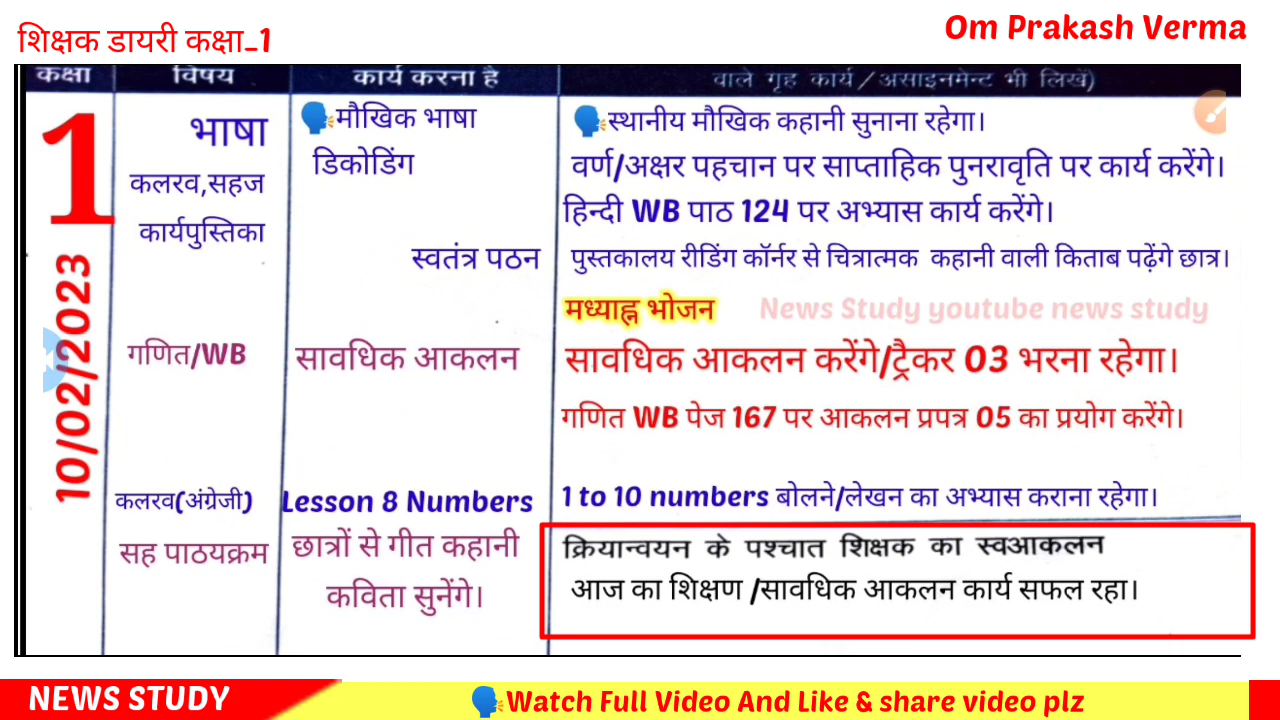 शिक्षक डायरी कक्षा-1
Om Prakash Verma
कक्षा विषय कार्य करना है वाले गृह कार्य/असाइनमेन्ट भी लिखें)
1
10/02/2023
भाषा
कलरव,सहज
कार्यपुस्तिका
मौखिक भाषा
डिकोडिंग
स्वतंत्र पठन
स्थानीय मौखिक कहानी सुनाना रहेगा।
वर्ण/अक्षर पहचान पर साप्ताहिक पुनरावृति पर कार्य करेंगे।
हिन्दी WB पाठ 124 पर अभ्यास कार्य करेंगे।
पुस्तकालय रीडिंग कॉर्नर से चित्रात्मक कहानी वाली किताब पढ़ेंगे छात्र।
मध्याह्न भोजन
News Study youtube news study
गणित/WB
सावधिक आकलन
सावधिक आकलन करेंगे/ट्रैकर 03 भरना रहेगा।
गणित WB पेज 167 पर आकलन प्रपत्र 05 का प्रयोग करेंगे।
कलरव(अंग्रेजी)
Lesson 8 Numbers
1 to 10 numbers बोलने/लेखन का अभ्यास कराना रहेगा।
सह पाठयक्रम
छात्रों से गीत कहानी
कविता सुनेंगे।
क्रियान्वयन के पश्चात शिक्षक का स्वआकलन
आज का शिक्षण /सावधिक आकलन कार्य सफल रहा।
NEWS STUDY
Watch Full Video And Like & share video plz